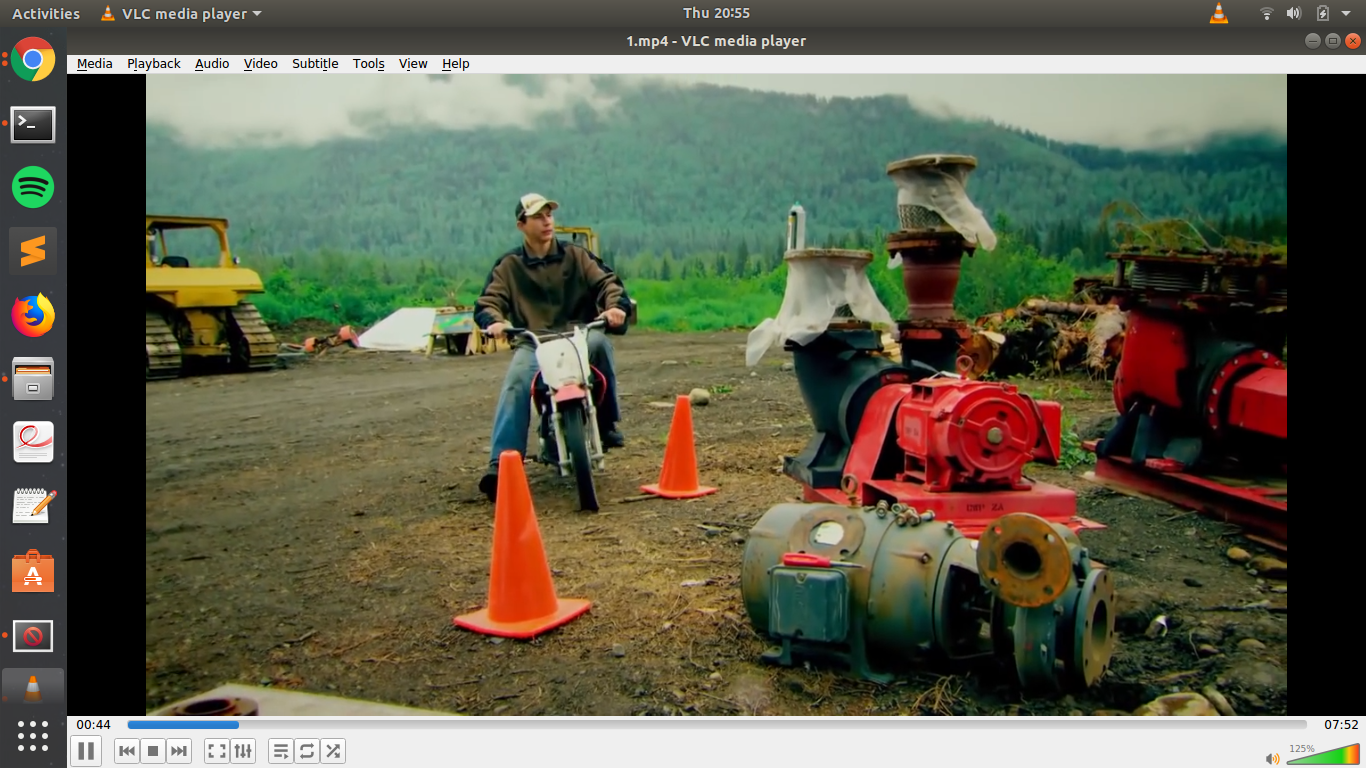 Activities VLC media player Thu 20:55
1.mp4 - VLC media player
Media Playback Audio Video Subtitle Tools View Help
00:44 07:52
125%